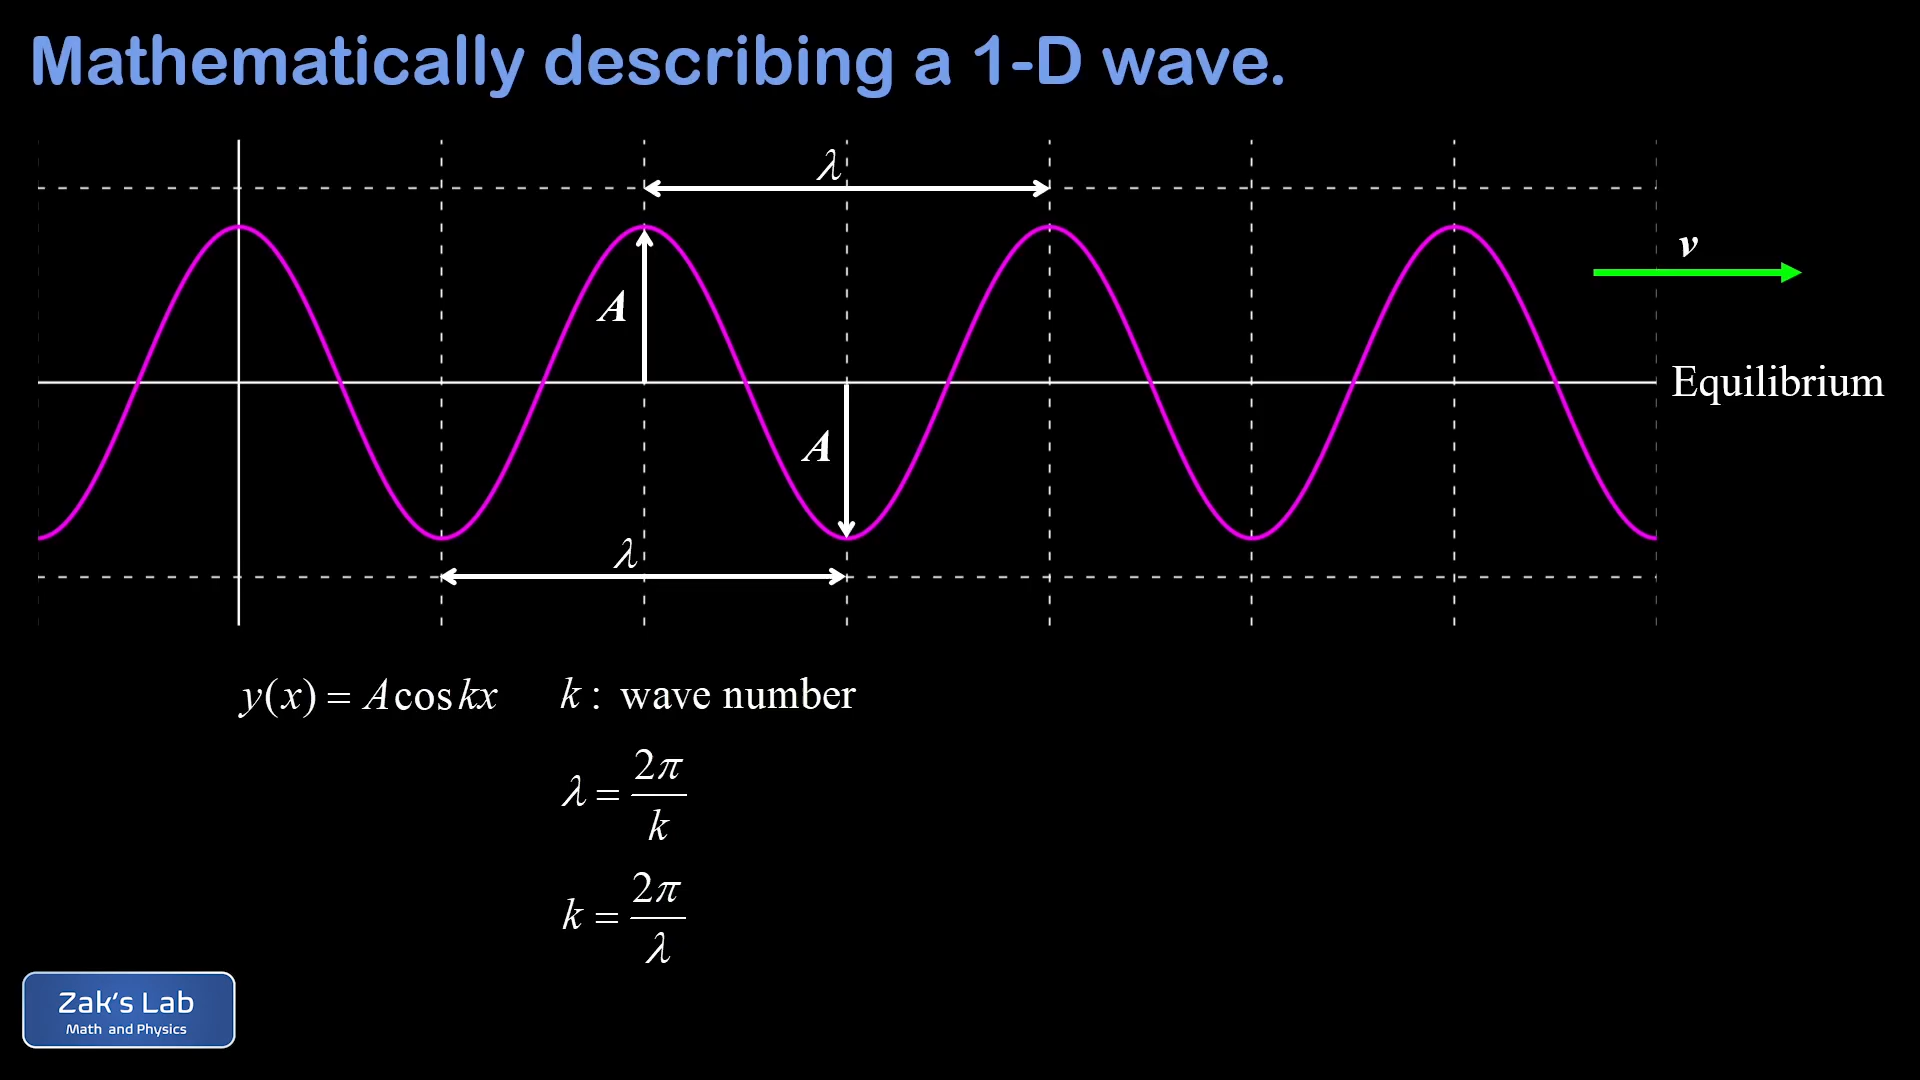 Mathematically describing a 1-D wave.
λ
v
A
Equilibrium
A
λ
y(x) = A cos kx
k : wave number
λ = 2π/k
k = 2π/λ
Zak's Lab
Math and Physics